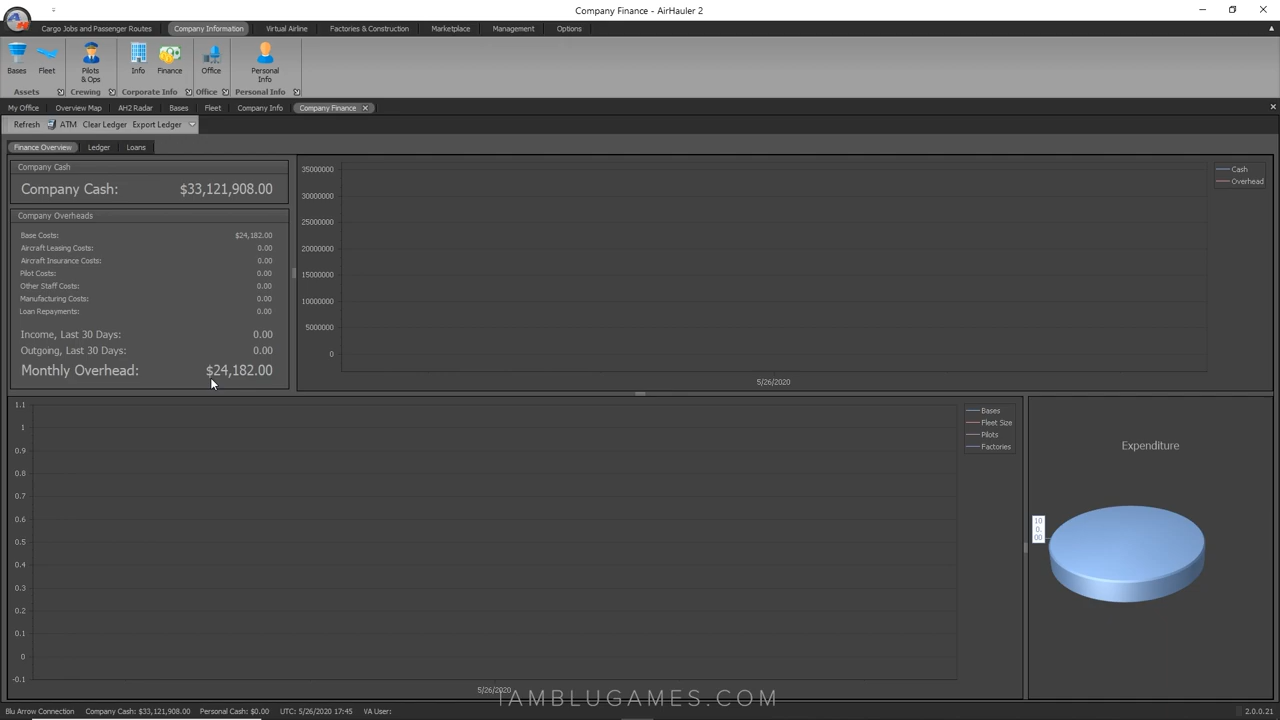 Company Finance - AirHauler 2
Cargo Jobs and Passenger Routes Company Information Virtual Airline Factories & Construction Marketplace Management Options
Bases Fleet Pilots & Ops Info Finance Office Personal Info
Assets Crewing Corporate Info Office Personal Info
My Office Overview Map AH2 Radar Bases Fleet Company Info Company Finance
Refresh ATM Clear Ledger Export Ledger
Finance Overview Ledger Loans
Company Cash
Company Cash: $33,121,908.00
Company Overheads
Base Costs: $24,182.00
Aircraft Leasing Costs: 0.00
Aircraft Insurance Costs: 0.00
Pilot Costs: 0.00
Other Staff Costs: 0.00
Manufacturing Costs: 0.00
Loan Repayments: 0.00
Income, Last 30 Days: 0.00
Outgoing, Last 30 Days: 0.00
Monthly Overhead: $24,182.00
35000000
30000000
25000000
20000000
15000000
10000000
5000000
0
5/26/2020
Cash
Overhead
1.1
1
0.9
0.8
0.7
0.6
0.5
0.4
0.3
0.2
0.1
0
-0.1
5/26/2020
Bases
Fleet Size
Pilots
Factories
Expenditure
10
0.
00
IAMBLUGAMES.COM
Blu Arrow Connection Company Cash: $33,121,908.00 Personal Cash: $0.00 UTC: 5/26/2020 17:45 VA User: 2.0.0.21